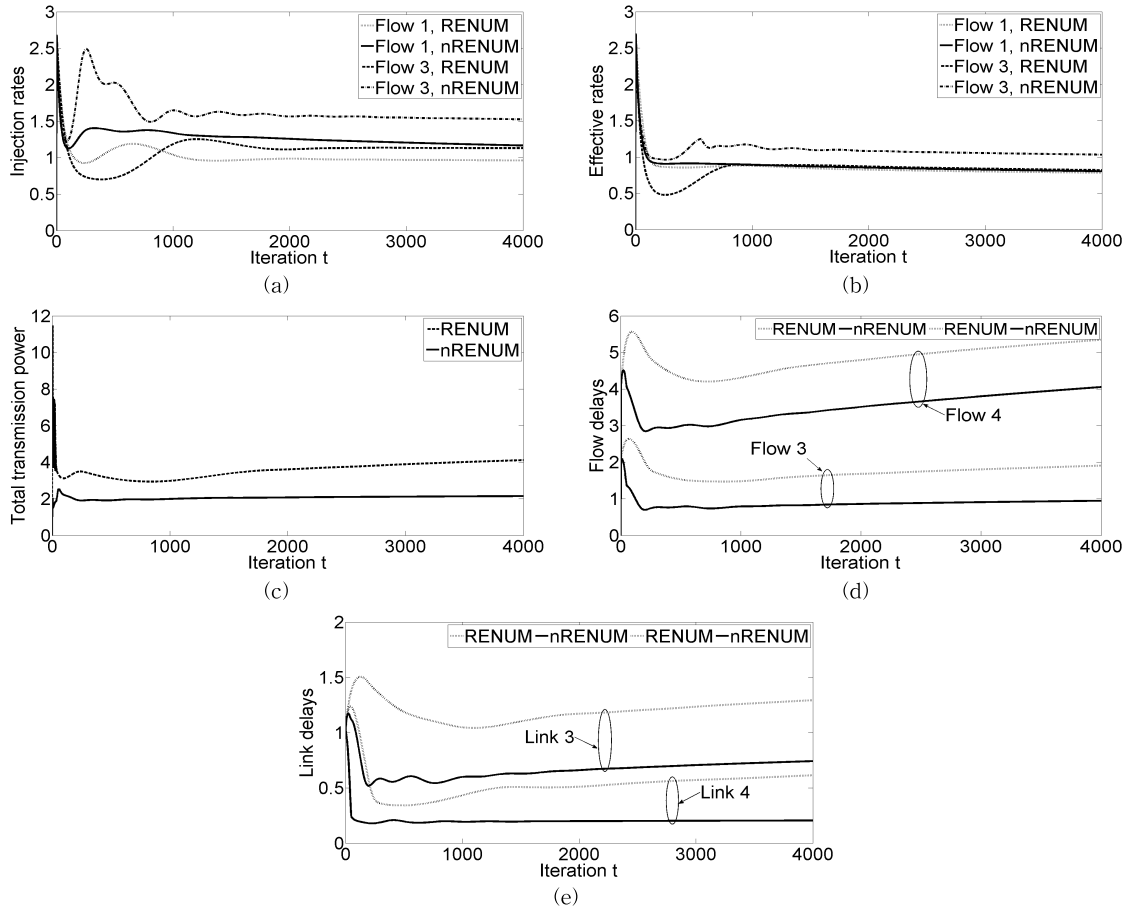 3
2.5
2
1.5
1
0.5
0
0
1000
2000
3000
4000
Injection rates
Iteration t
Flow 1, RENUM
Flow 1, nRENUM
Flow 3, RENUM
Flow 3, nRENUM
(a)
3
2.5
2
1.5
1
0.5
0
0
1000
2000
3000
4000
Effective rates
Iteration t
Flow 1, RENUM
Flow 1, nRENUM
Flow 3, RENUM
Flow 3, nRENUM
(b)
12
10
8
6
4
2
0
0
1000
2000
3000
4000
Total transmission power
Iteration t
RENUM
nRENUM
(c)
6
5
4
3
2
1
0
0
1000
2000
3000
4000
Flow delays
Iteration t
RENUM nRENUM RENUM nRENUM
Flow 4
Flow 3
(d)
2
1.5
1
0.5
0
0
1000
2000
3000
4000
Link delays
Iteration t
RENUM nRENUM RENUM nRENUM
Link 3
Link 4
(e)